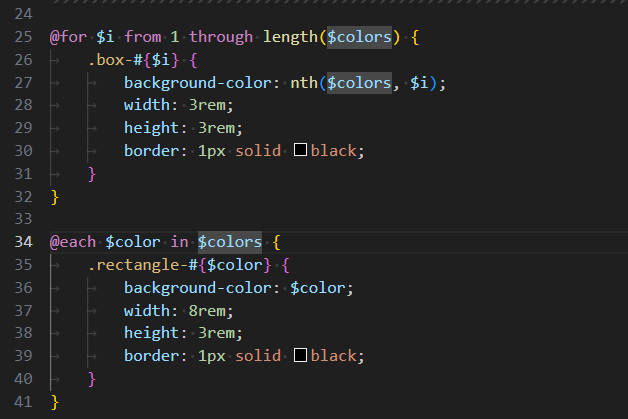 24
25 @for $i from 1 through length($colors) {
26 .box-#{$i} {
27 background-color: nth($colors, $i);
28 width: 3rem;
29 height: 3rem;
30 border: 1px solid black;
31 }
32 }
33
34 @each $color in $colors {
35 .rectangle-#{$color} {
36 background-color: $color;
37 width: 8rem;
38 height: 3rem;
39 border: 1px solid black;
40 }
41 }